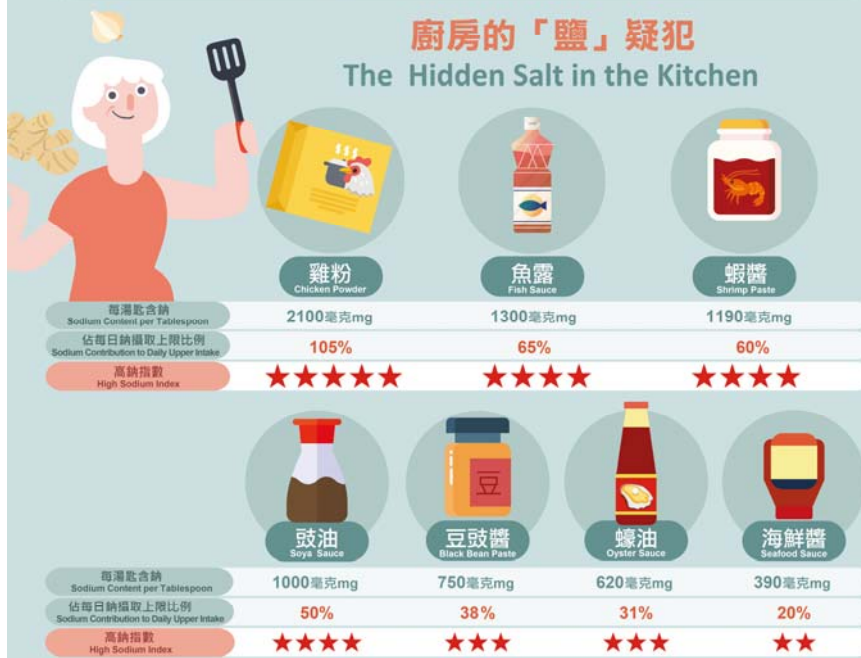 廚房的「鹽」疑犯
The Hidden Salt in the Kitchen
雞粉
Chicken Powder
魚露
Fish Sauce
蝦醬
Shrimp Paste
每湯匙含鈉
Sodium Content per Tablespoon
2100毫克mg
1300毫克mg
1190毫克mg
佔每日鈉攝取上限比例
Sodium Contribution to Daily Upper Intake
105%
65%
60%
高鈉指數
High Sodium Index
★★★★★
★★★★
★★★★
豆
豉油
Soya Sauce
豆豉醬
Black Bean Paste
蠔油
Oyster Sauce
海鮮醬
Seafood Sauce
每湯匙含鈉
Sodium Content per Tablespoon
1000毫克mg
750毫克mg
620毫克mg
390毫克mg
佔每日鈉攝取上限比例
Sodium Contribution to Daily Upper Intake
50%
38%
31%
20%
高鈉指數
High Sodium Index
★★★★
★★★
★★★
★★